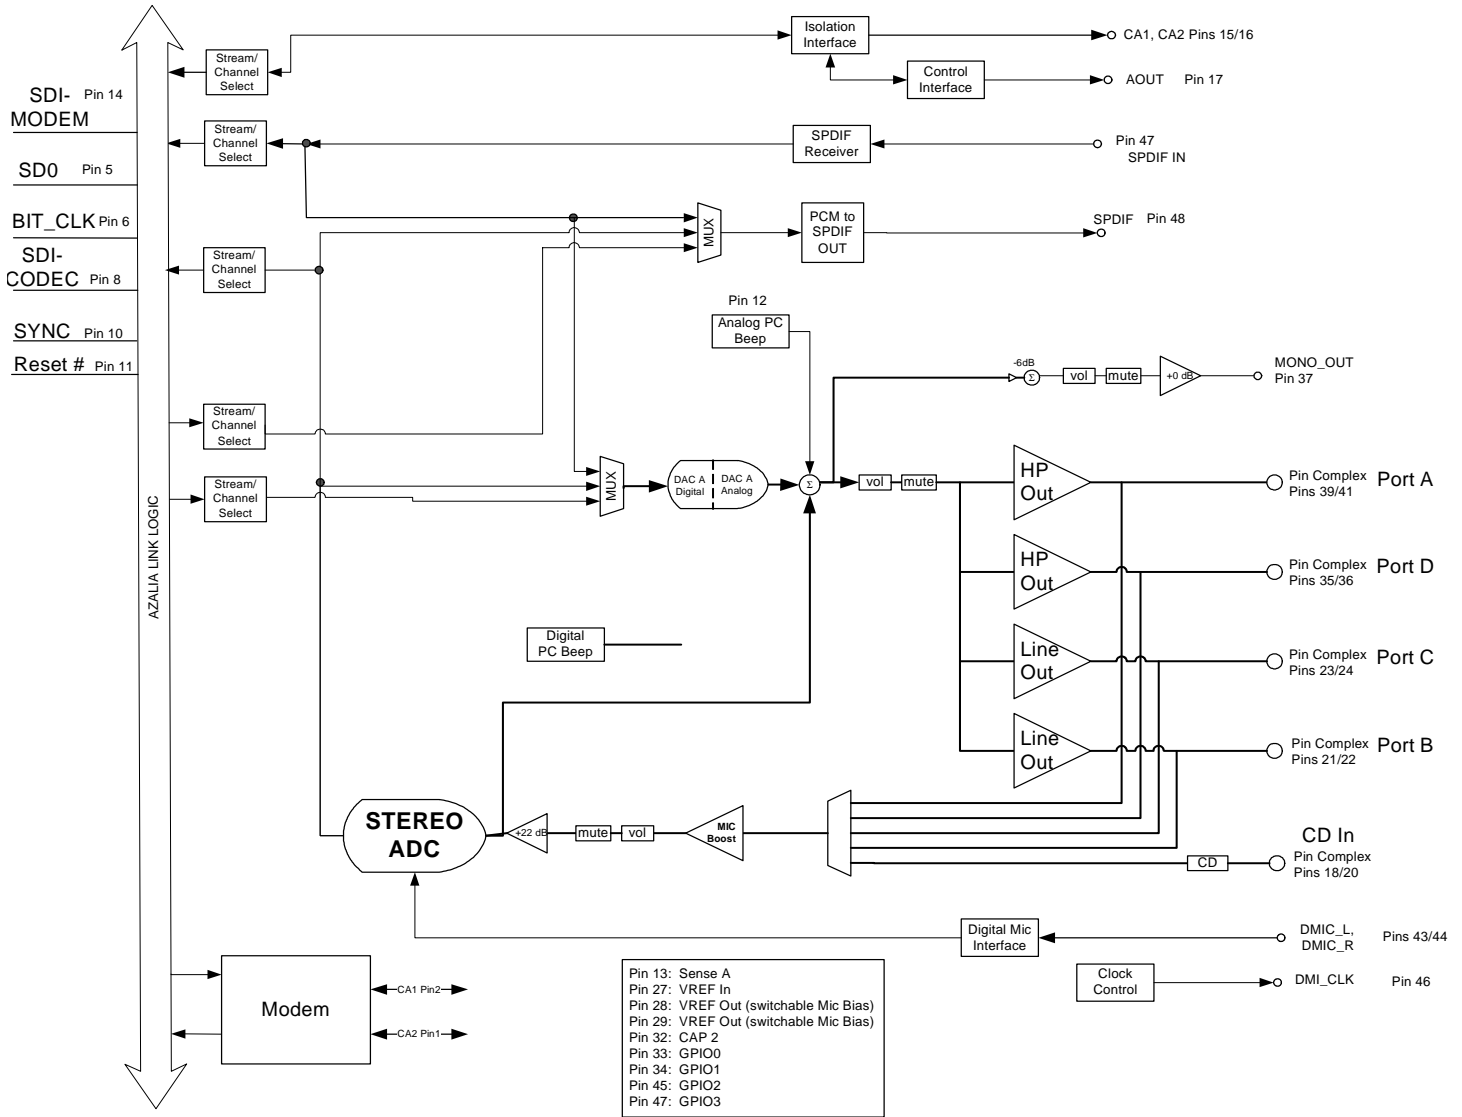 Isolation
Interface
CA1, CA2 Pins 15/16
Stream/
Channel
Select
Control
Interface
AOUT Pin 17
SDI-
MODEM Pin 14
Stream/
Channel
Select
SPDIF
Receiver
Pin 47
SPDIF IN
SD0 Pin 5
BIT_CLK Pin 6
MUX
PCM to
SPDIF
OUT
SPDIF Pin 48
SDI-
CODEC Pin 8
Stream/
Channel
Select
Pin 12
Analog PC
Beep
SYNC Pin 10
Reset # Pin 11
-6dB
Σ
vol
mute
+0 dB
MONO_OUT
Pin 37
Stream/
Channel
Select
Stream/
Channel
Select
MUX
DAC A
Digital
DAC A
Analog
Σ
vol
mute
HP
Out
Pin Complex
Pins 39/41
Port A
HP
Out
Pin Complex
Pins 35/36
Port D
AZALIA LINK LOGIC
Digital
PC Beep
Line
Out
Pin Complex
Pins 23/24
Port C
Line
Out
Pin Complex
Pins 21/22
Port B
STEREO
ADC
+22 dB
mute
vol
MIC
Boost
CD
CD In
Pin Complex
Pins 18/20
Digital Mic
Interface
DMIC_L,
DMIC_R
Pins 43/44
Clock
Control
DMI_CLK Pin 46
Modem
CA1 Pin2
CA2 Pin1
Pin 13: Sense A
Pin 27: VREF In
Pin 28: VREF Out (switchable Mic Bias)
Pin 29: VREF Out (switchable Mic Bias)
Pin 32: CAP 2
Pin 33: GPIO0
Pin 34: GPIO1
Pin 45: GPIO2
Pin 47: GPIO3